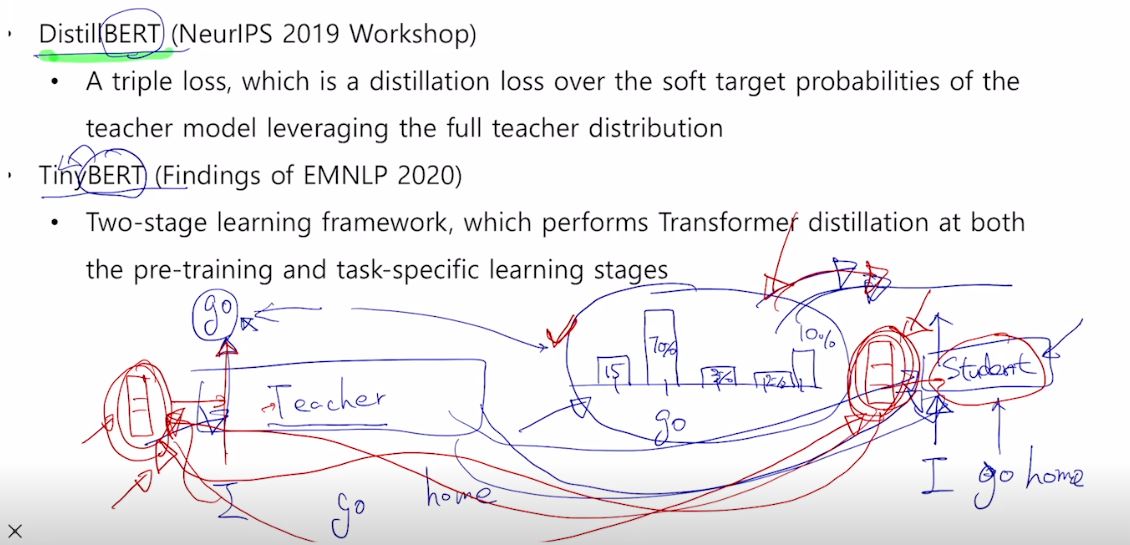 • DistillBERT (NeurIPS 2019 Workshop)
• A triple loss, which is a distillation loss over the soft target probabilities of the
teacher model leveraging the full teacher distribution
• TinyBERT (Findings of EMNLP 2020)
• Two-stage learning framework, which performs Transformer distillation at both
the pre-training and task-specific learning stages
go
15 70% 10%
Teacher
go
Student
I go home
I go home